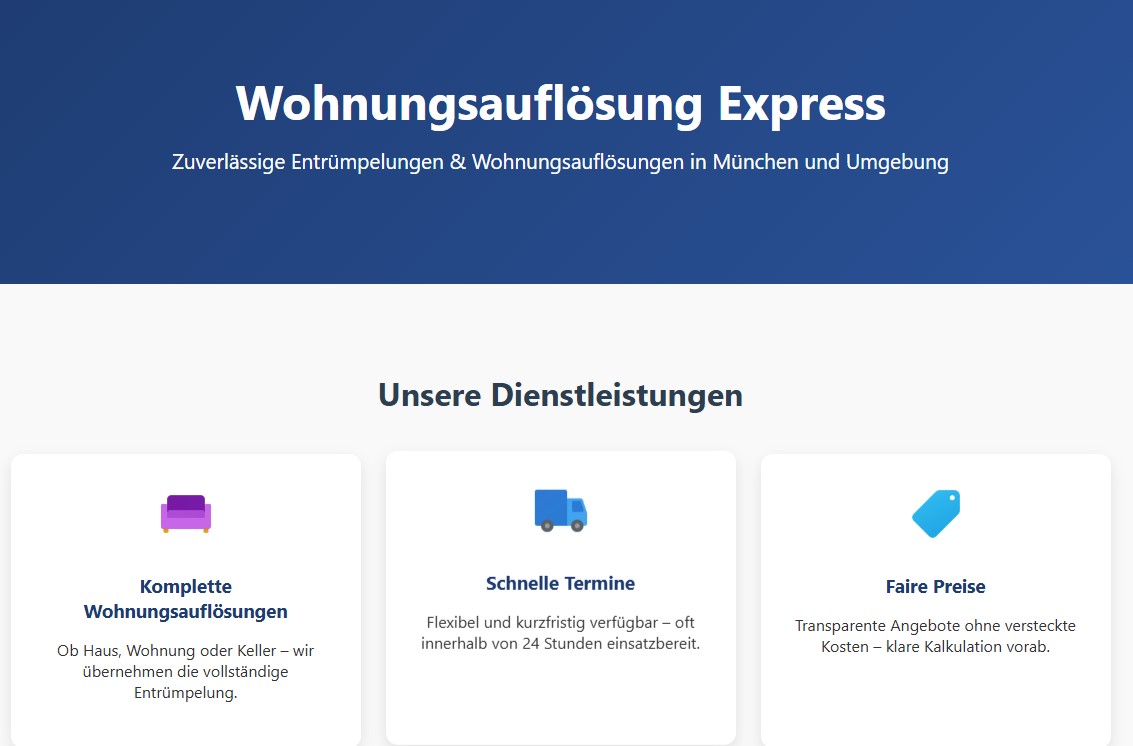 Wohnungsauflösung Express
Zuverlässige Entrümpelungen & Wohnungsauflösungen in München und Umgebung
Unsere Dienstleistungen
Komplette
Wohnungsauflösungen
Ob Haus, Wohnung oder Keller – wir
übernehmen die vollständige
Entrümpelung.
Schnelle Termine
Flexibel und kurzfristig verfügbar – oft
innerhalb von 24 Stunden einsatzbereit.
Faire Preise
Transparente Angebote ohne versteckte
Kosten – klare Kalkulation vorab.